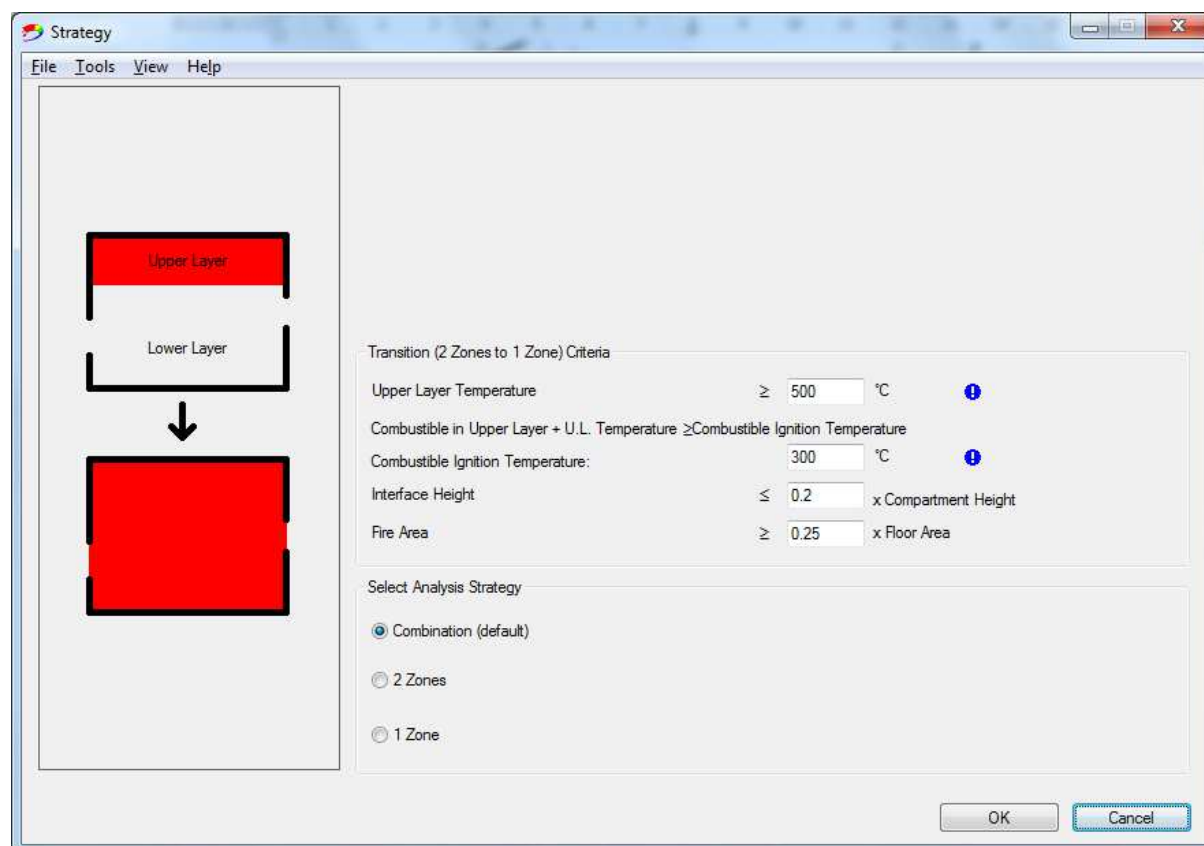 Strategy
File Tools View Help
Upper Layer
Lower Layer
Transition (2 Zones to 1 Zone) Criteria
Upper Layer Temperature ≥ 500 °C
Combustible in Upper Layer + U.L. Temperature ≥Combustible Ignition Temperature
Combustible Ignition Temperature: 300 °C
Interface Height ≤ 0.2 x Compartment Height
Fire Area ≥ 0.25 x Floor Area
Select Analysis Strategy
Combination (default)
2 Zones
1 Zone
OK Cancel